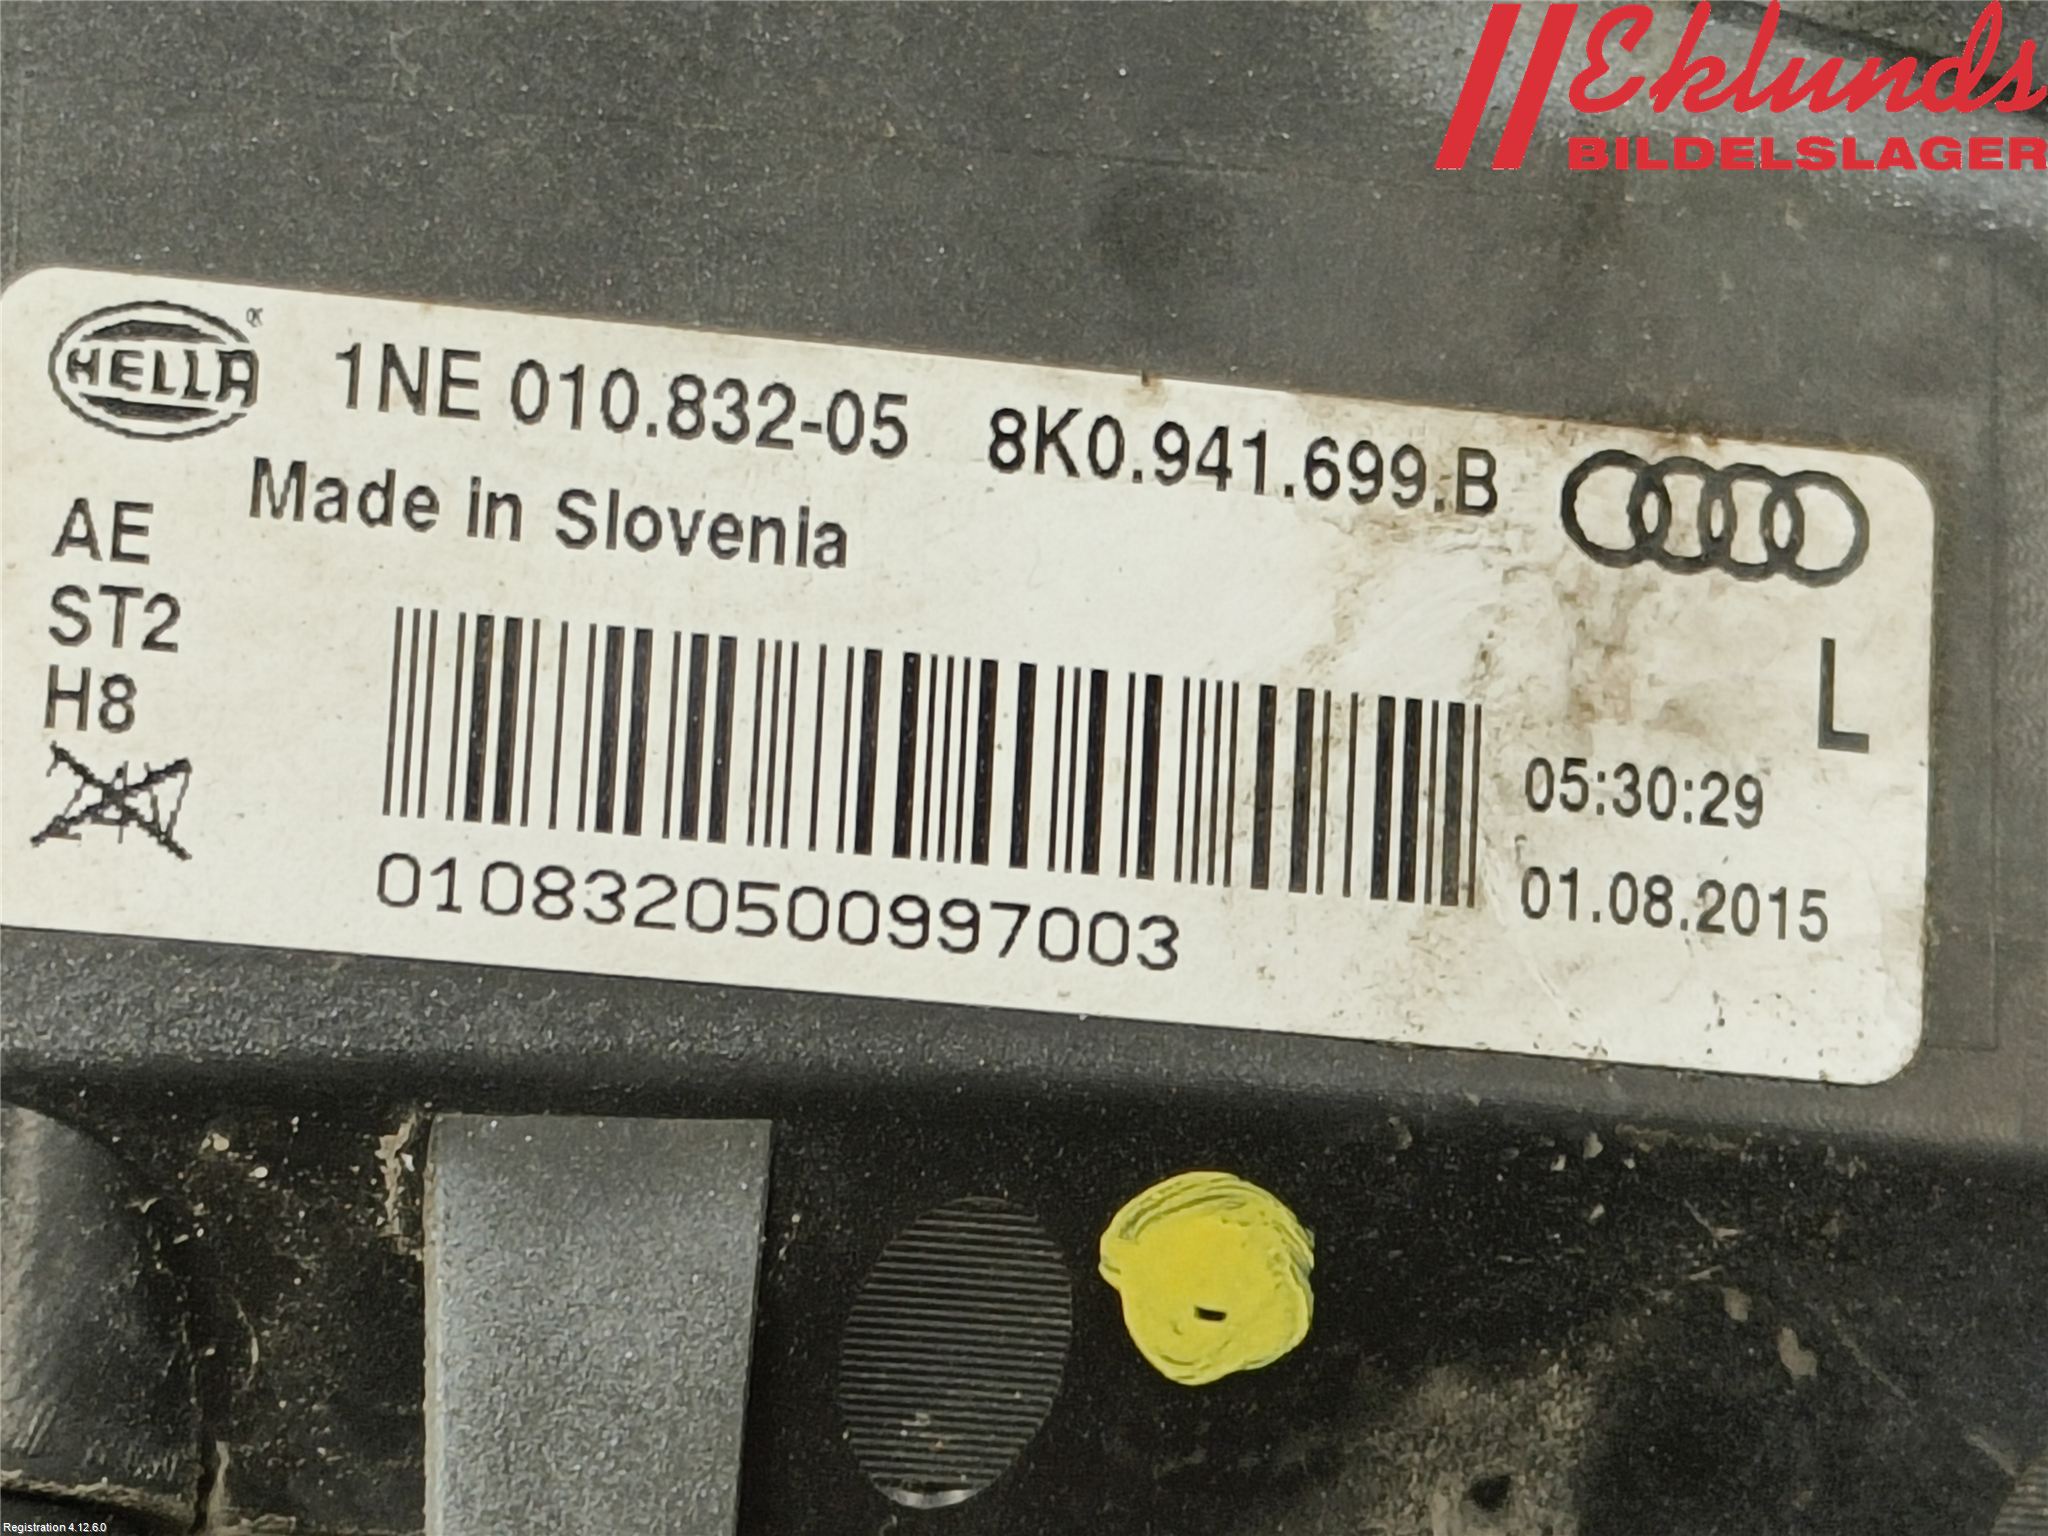 Eklunds
BILDELSLAGER
HELLA 1NE 010.832-05 8K0.941.699.B
Made in Slovenia
AE
ST2
H8
L
05:30:29
01.08.2015
0108320500997003
Registration 4.12.6.0